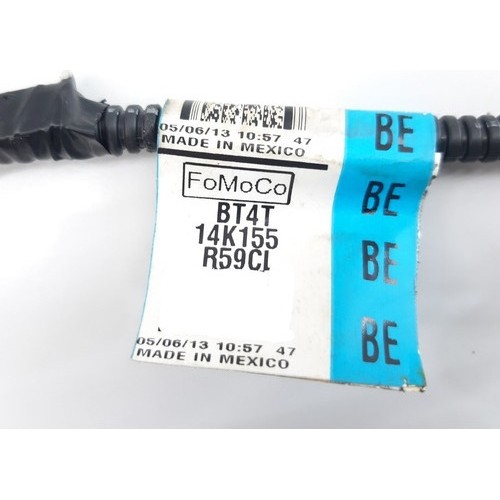 05/06/13 10:57 47
MADE IN MEXICO
FoMoCo
BT4T
14K155
R59CI
05/06/13 10:57 47
MADE IN MEXICO
BE
BE
BE
BE